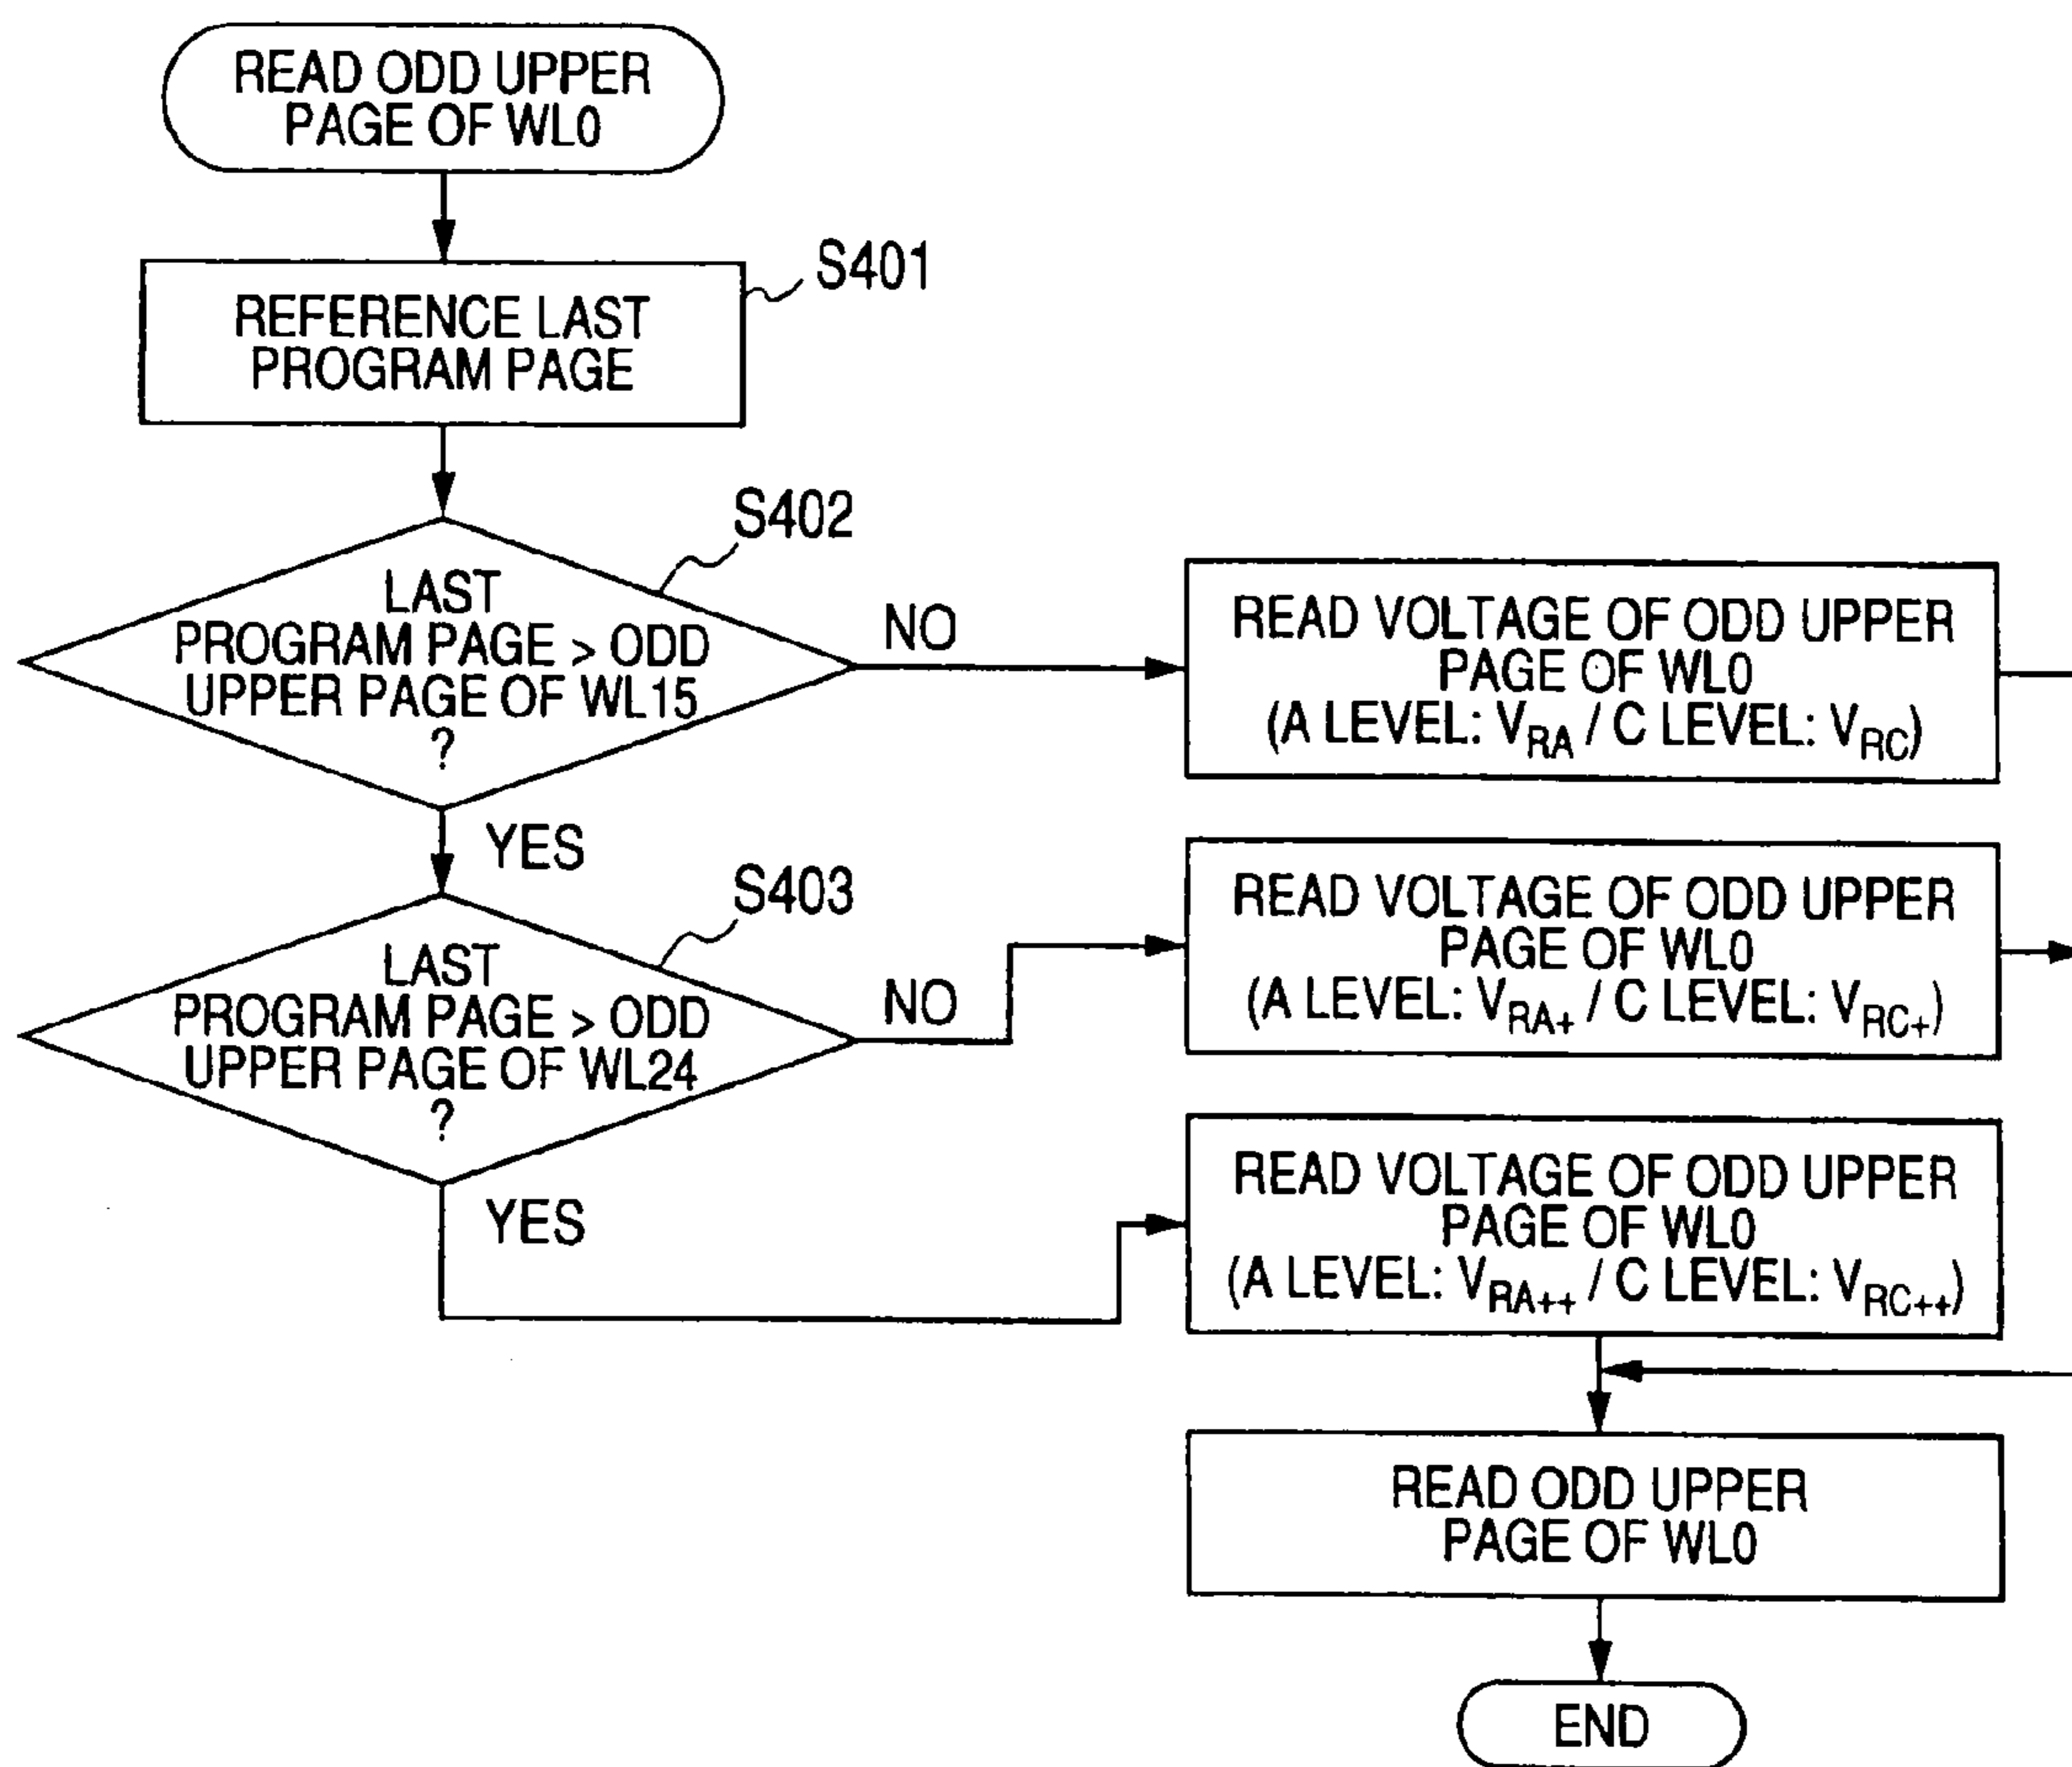 READ ODD UPPER
PAGE OF WL0
S401
REFERENCE LAST
PROGRAM PAGE
S402
LAST
PROGRAM PAGE > ODD
UPPER PAGE OF WL15
?
NO
READ VOLTAGE OF ODD UPPER
PAGE OF WL0
(A LEVEL: VRA / C LEVEL: VRC)
YES
S403
LAST
PROGRAM PAGE > ODD
UPPER PAGE OF WL24
?
NO
READ VOLTAGE OF ODD UPPER
PAGE OF WL0
(A LEVEL: VRA+ / C LEVEL: VRC+)
YES
READ VOLTAGE OF ODD UPPER
PAGE OF WL0
(A LEVEL: VRA++ / C LEVEL: VRC++)
READ ODD UPPER
PAGE OF WL0
END